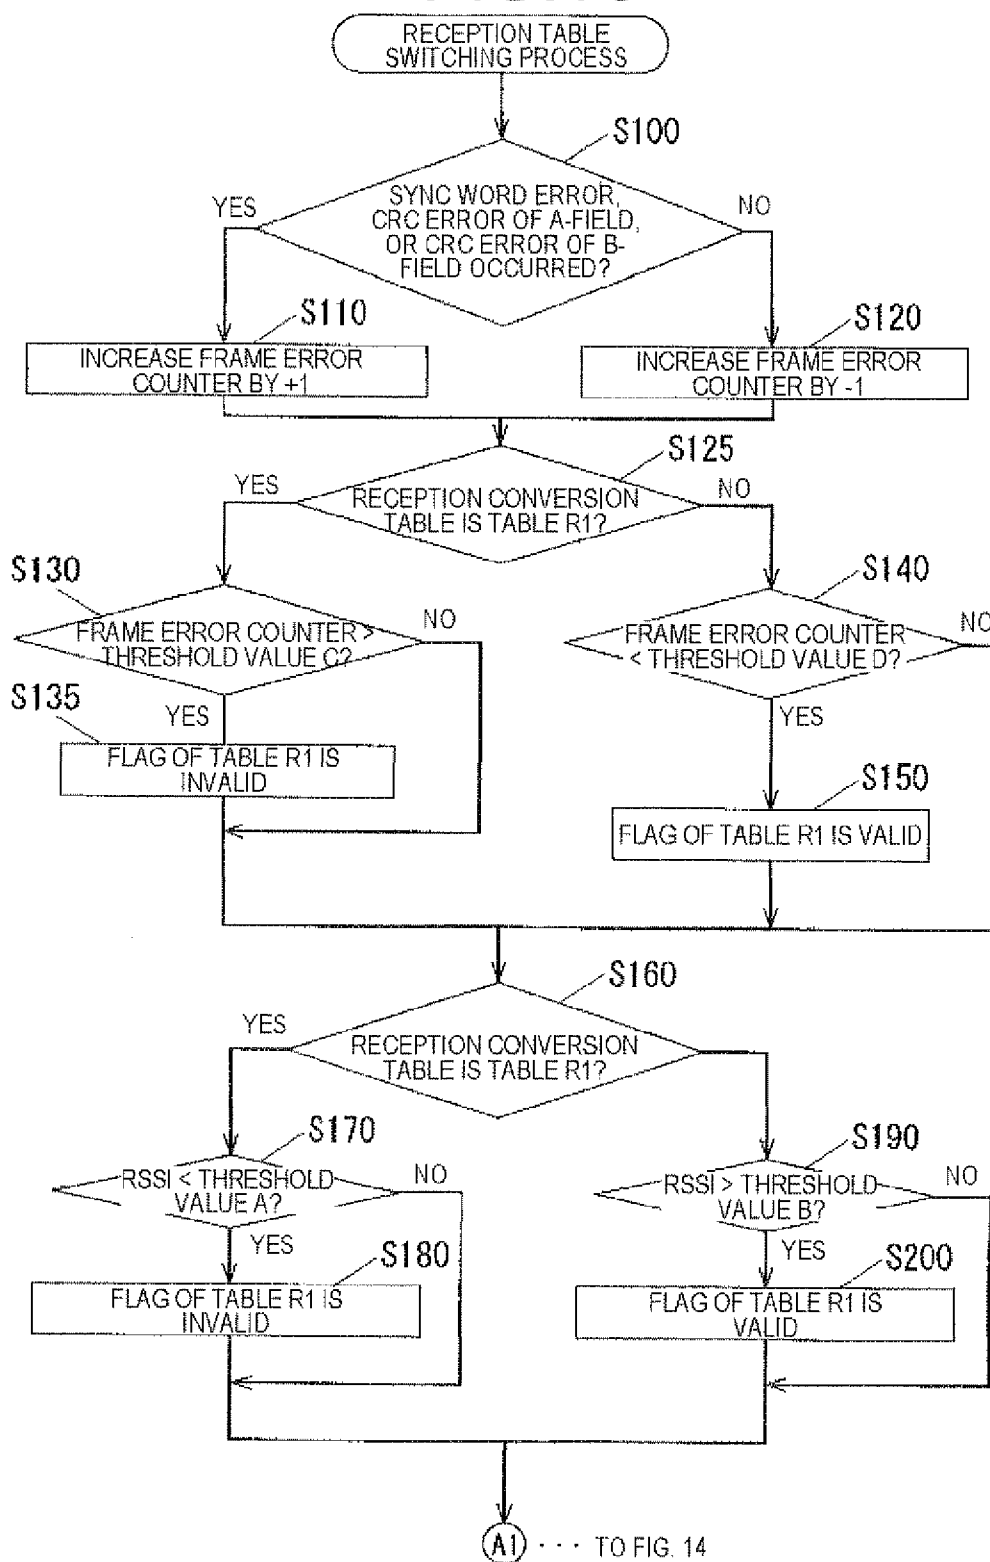 RECEPTION TABLE
SWITCHING PROCESS
S100
SYNC WORD ERROR,
CRC ERROR OF A-FIELD,
OR CRC ERROR OF B-
FIELD OCCURRED?
YES
NO
S110
INCREASE FRAME ERROR
COUNTER BY +1
S120
INCREASE FRAME ERROR
COUNTER BY -1
S125
RECEPTION CONVERSION
TABLE IS TABLE R1?
YES
NO
S130
FRAME ERROR COUNTER >
THRESHOLD VALUE C?
NO
YES
S140
FRAME ERROR COUNTER
< THRESHOLD VALUE D?
NO
YES
S135
FLAG OF TABLE R1 IS
INVALID
S150
FLAG OF TABLE R1 IS VALID
S160
RECEPTION CONVERSION
TABLE IS TABLE R1?
YES
S170
RSSI < THRESHOLD
VALUE A?
NO
YES
S190
RSSI > THRESHOLD
VALUE B?
NO
YES
S180
FLAG OF TABLE R1 IS
INVALID
S200
FLAG OF TABLE R1 IS
VALID
A1 ··· TO FIG. 14